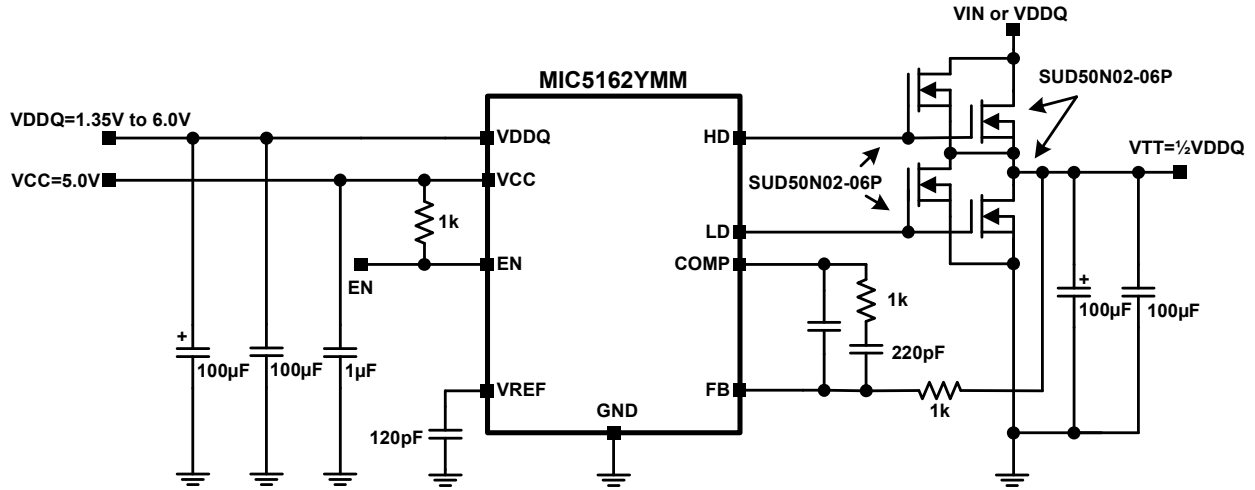 VIN or VDDQ
MIC5162YMM
SUD50N02-06P
VDDQ=1.35V to 6.0V
VDDQ
HD
VTT=½VDDQ
VCC=5.0V
VCC
SUD50N02-06P
1k
LD
EN
EN
COMP
1k
+
100µF
100µF
+
100µF
100µF
1µF
220pF
VREF
FB
1k
GND
120pF